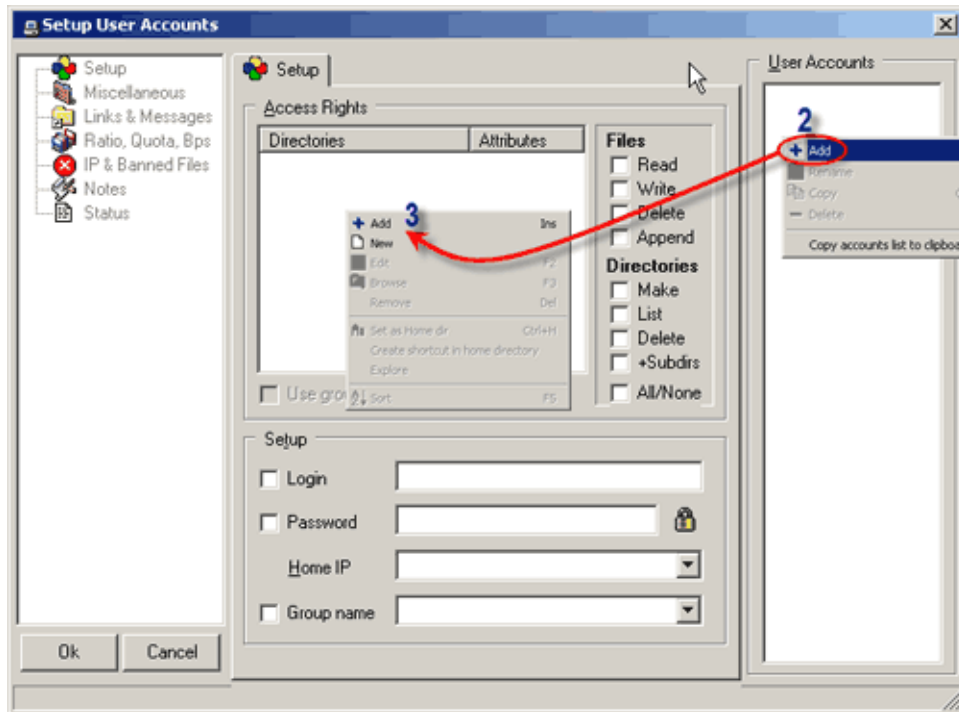 Setup User Accounts
Setup
Miscellaneous
Links & Messages
Ratio, Quota, Bps
IP & Banned Files
Notes
Status
Ok
Cancel
Setup
Access Rights
Directories
Attributes
3
Add Ins
New
Edit F2
Browse F3
Remove Del
Set as Home dir Ctrl+H
Create shortcut in home directory
Explore
Sort F5
Use
Files
Read
Write
Delete
Append
Directories
Make
List
Delete
+Subdirs
All/None
Setup
Login
Password
Home IP
Group name
User Accounts
2
Add
Rename
Copy
Delete
Copy accounts list to